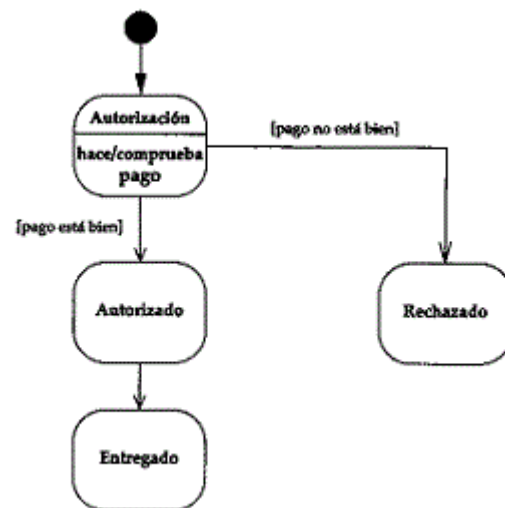 Autorización
[pago no está bien]
hace/comprueba
pago
[pago está bien]
Autorizado
Rechazado
Entregado